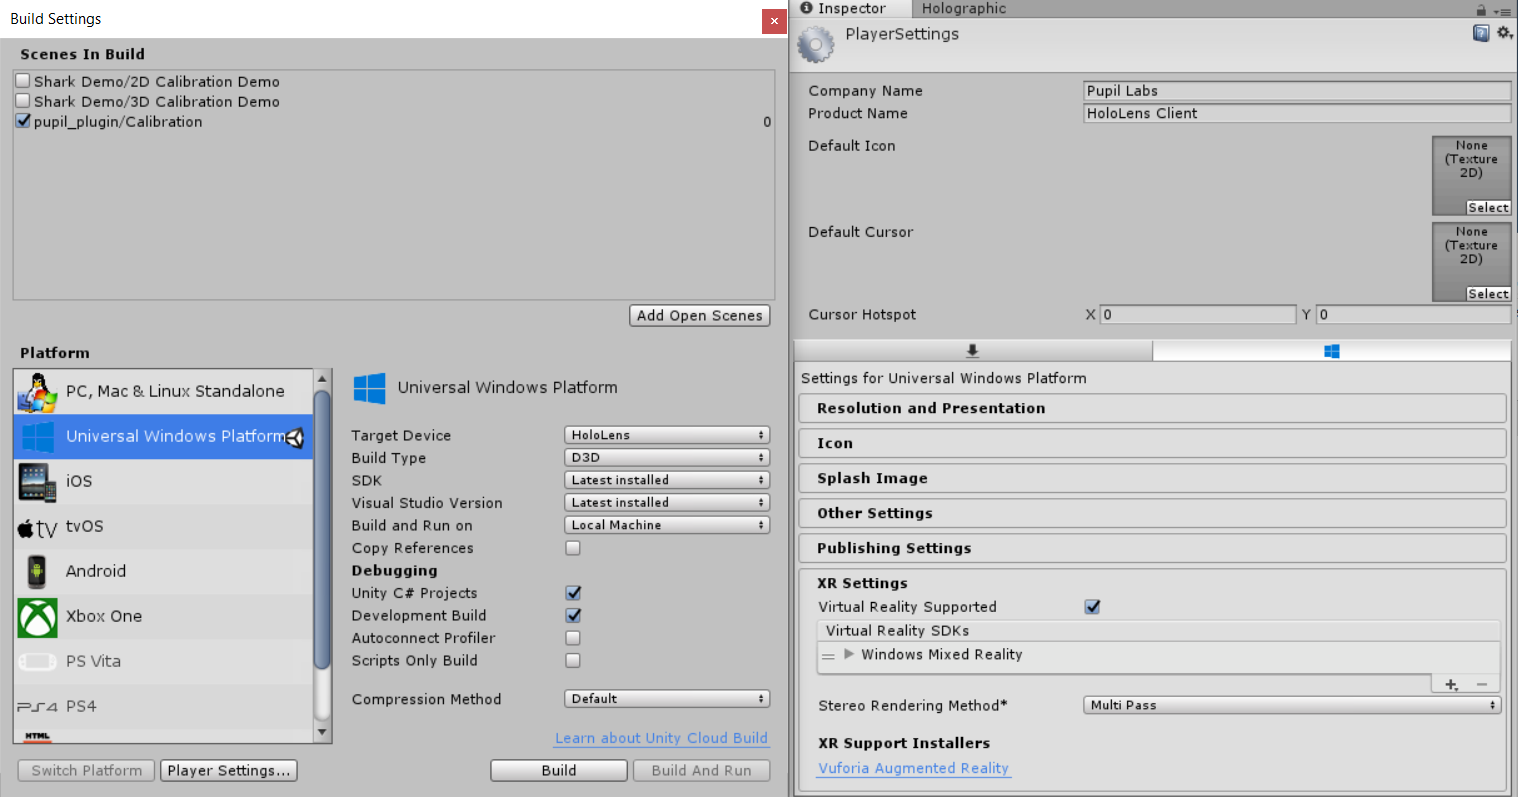 Build Settings
Scenes In Build
Shark Demo/2D Calibration Demo
Shark Demo/3D Calibration Demo
pupil_plugin/Calibration 0
Add Open Scenes
Platform
PC, Mac & Linux Standalone
Universal Windows Platform
iOS
tv tvOS
Android
Xbox One
PS Vita
PS4 PS4
HTML
Universal Windows Platform
Target Device HoloLens
Build Type D3D
SDK Latest installed
Visual Studio Version Latest installed
Build and Run on Local Machine
Copy References
Debugging
Unity C# Projects
Development Build
Autoconnect Profiler
Scripts Only Build
Compression Method Default
Learn about Unity Cloud Build
Switch Platform Player Settings... Build Build And Run
Inspector Holographic
PlayerSettings
Company Name Pupil Labs
Product Name HoloLens Client
Default Icon
None
(Texture
2D)
Select
Default Cursor
None
(Texture
2D)
Select
Cursor Hotspot X 0 Y 0
Settings for Universal Windows Platform
Resolution and Presentation
Icon
Splash Image
Other Settings
Publishing Settings
XR Settings
Virtual Reality Supported
Virtual Reality SDKs
Windows Mixed Reality
Stereo Rendering Method* Multi Pass
XR Support Installers
Vuforia Augmented Reality